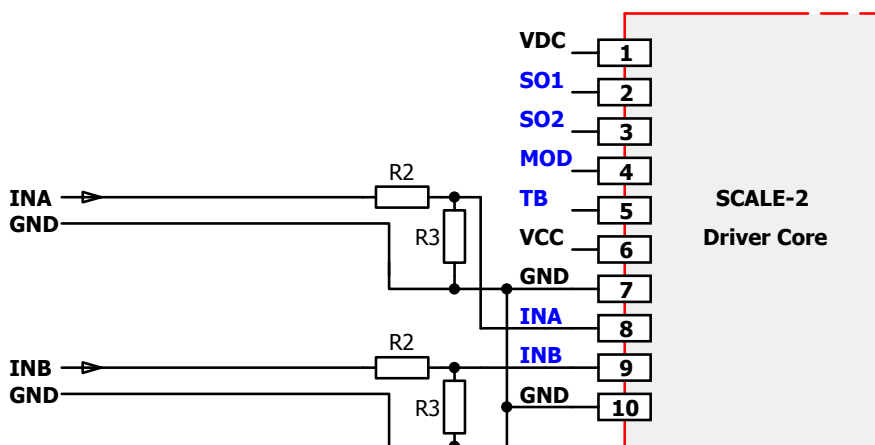 VDC
1
SO1
2
SO2
3
MOD
4
R2
INA
TB
5
SCALE-2
GND
R3
VCC
6
Driver Core
GND
7
INA
8
R2
INB
INB
9
GND
R3
GND
10